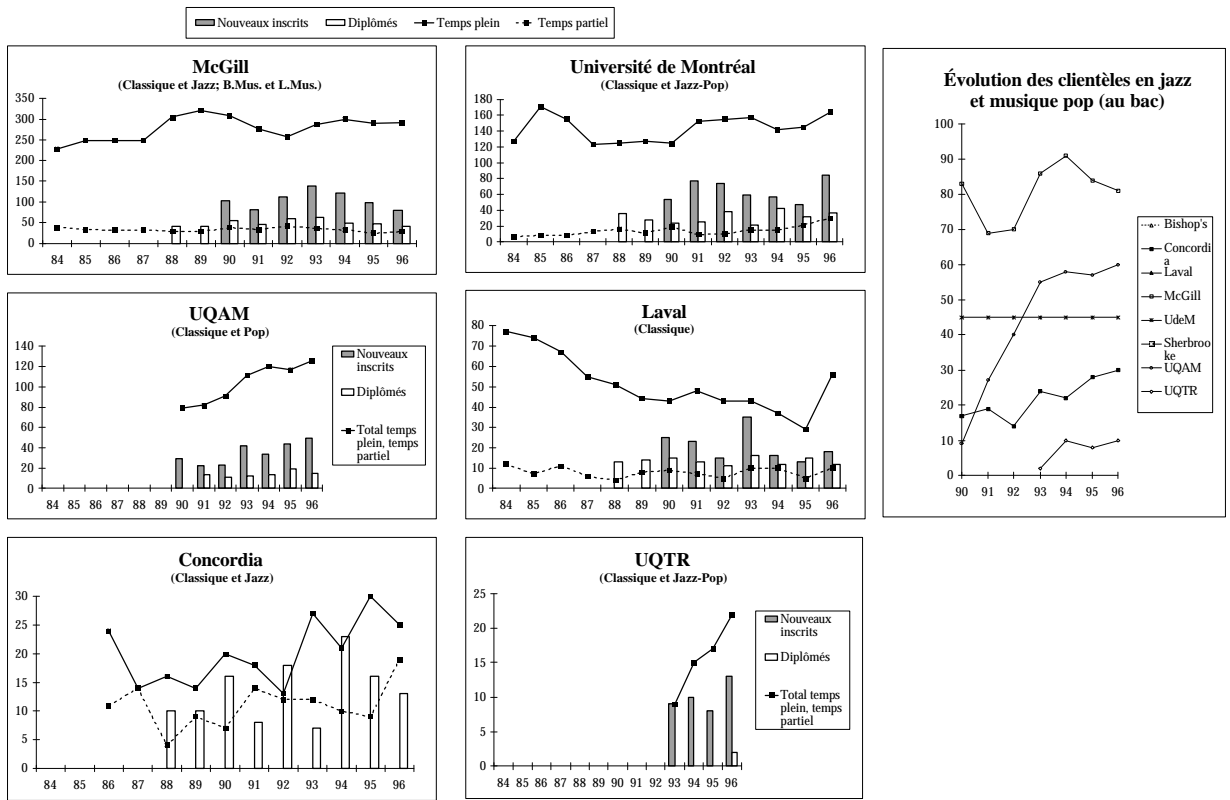 Nouveaux inscrits Diplômés Temps plein Temps partiel
McGill
(Classique et Jazz; B.Mus. et L.Mus.)
350
300
250
200
150
100
50
0
84 85 86 87 88 89 90 91 92 93 94 95 96
Université de Montréal
(Classique et Jazz-Pop)
180
160
140
120
100
80
60
40
20
0
84 85 86 87 88 89 90 91 92 93 94 95 96
Évolution des clientèles en jazz
et musique pop (au bac)
100
90
80
70
60
50
40
30
20
10
0
90 91 92 93 94 95 96
Bishop's
Concordi
a
Laval
McGill
UdeM
Sherbroo
ke
UQAM
UQTR
UQAM
(Classique et Pop)
140
120
100
80
60
40
20
0
84 85 86 87 88 89 90 91 92 93 94 95 96
Nouveaux
inscrits
Diplômés
Total temps
plein, temps
partiel
Laval
(Classique)
80
70
60
50
40
30
20
10
0
84 85 86 87 88 89 90 91 92 93 94 95 96
Concordia
(Classique et Jazz)
30
25
20
15
10
5
0
84 85 86 87 88 89 90 91 92 93 94 95 96
UQTR
(Classique et Jazz-Pop)
25
20
15
10
5
0
84 85 86 87 88 89 90 91 92 93 94 95 96
Nouveaux
inscrits
Diplômés
Total temps
plein, temps
partiel